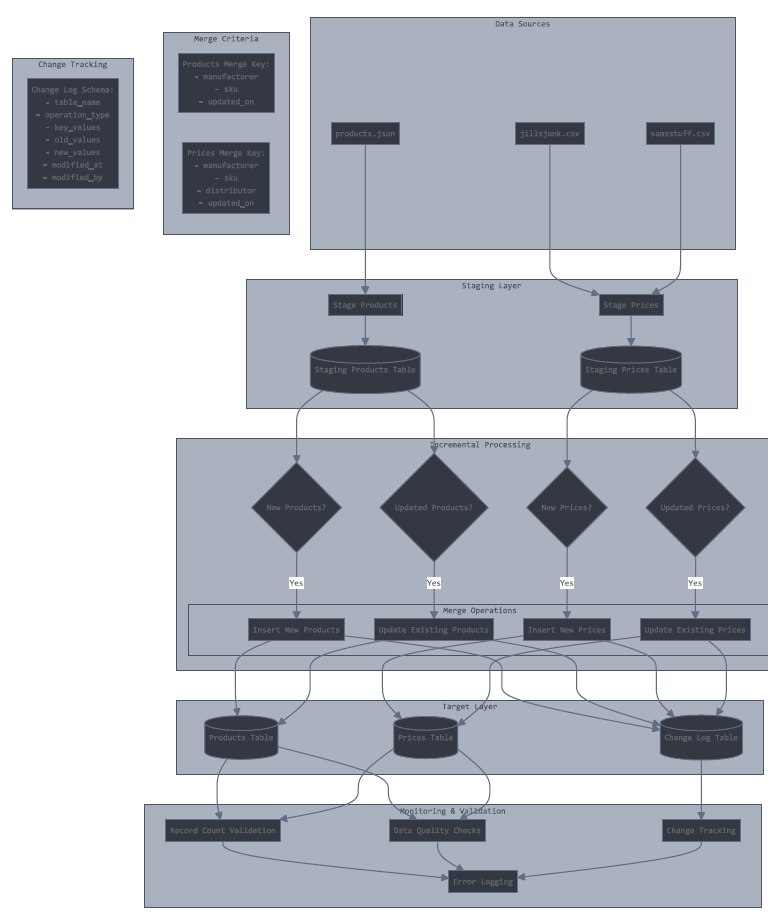 Change Tracking
Change Log Schema:
- table_name
- operation_type
- key_values
- old_values
- new_values
- modified_at
- modified_by
Merge Criteria
Products Merge Key:
- manufacturer
- sku
- updated_on
Prices Merge Key:
- manufacturer
- sku
- distributor
- updated_on
Data Sources
products.json
jillsjunk.csv
samsstuff.csv
Staging Layer
Stage Products
Stage Prices
Staging Products Table
Staging Prices Table
Incremental Processing
New Products?
Updated Products?
New Prices?
Updated Prices?
Yes
Yes
Yes
Yes
Merge Operations
Insert New Products
Update Existing Products
Insert New Prices
Update Existing Prices
Target Layer
Products Table
Prices Table
Change Log Table
Monitoring & Validation
Record Count Validation
Data Quality Checks
Change Tracking
Error Logging